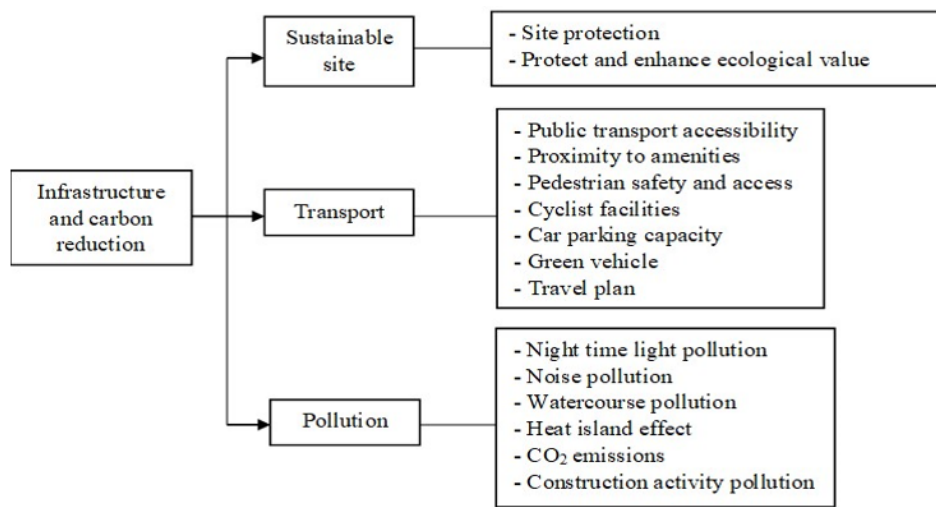 Infrastructure
and carbon
reduction
Sustainable
site
- Site protection
- Protect and enhance ecological value
Transport
- Public transport accessibility
- Proximity to amenities
- Pedestrian safety and access
- Cyclist facilities
- Car parking capacity
- Green vehicle
- Travel plan
Pollution
- Night time light pollution
- Noise pollution
- Watercourse pollution
- Heat island effect
- CO₂ emissions
- Construction activity pollution